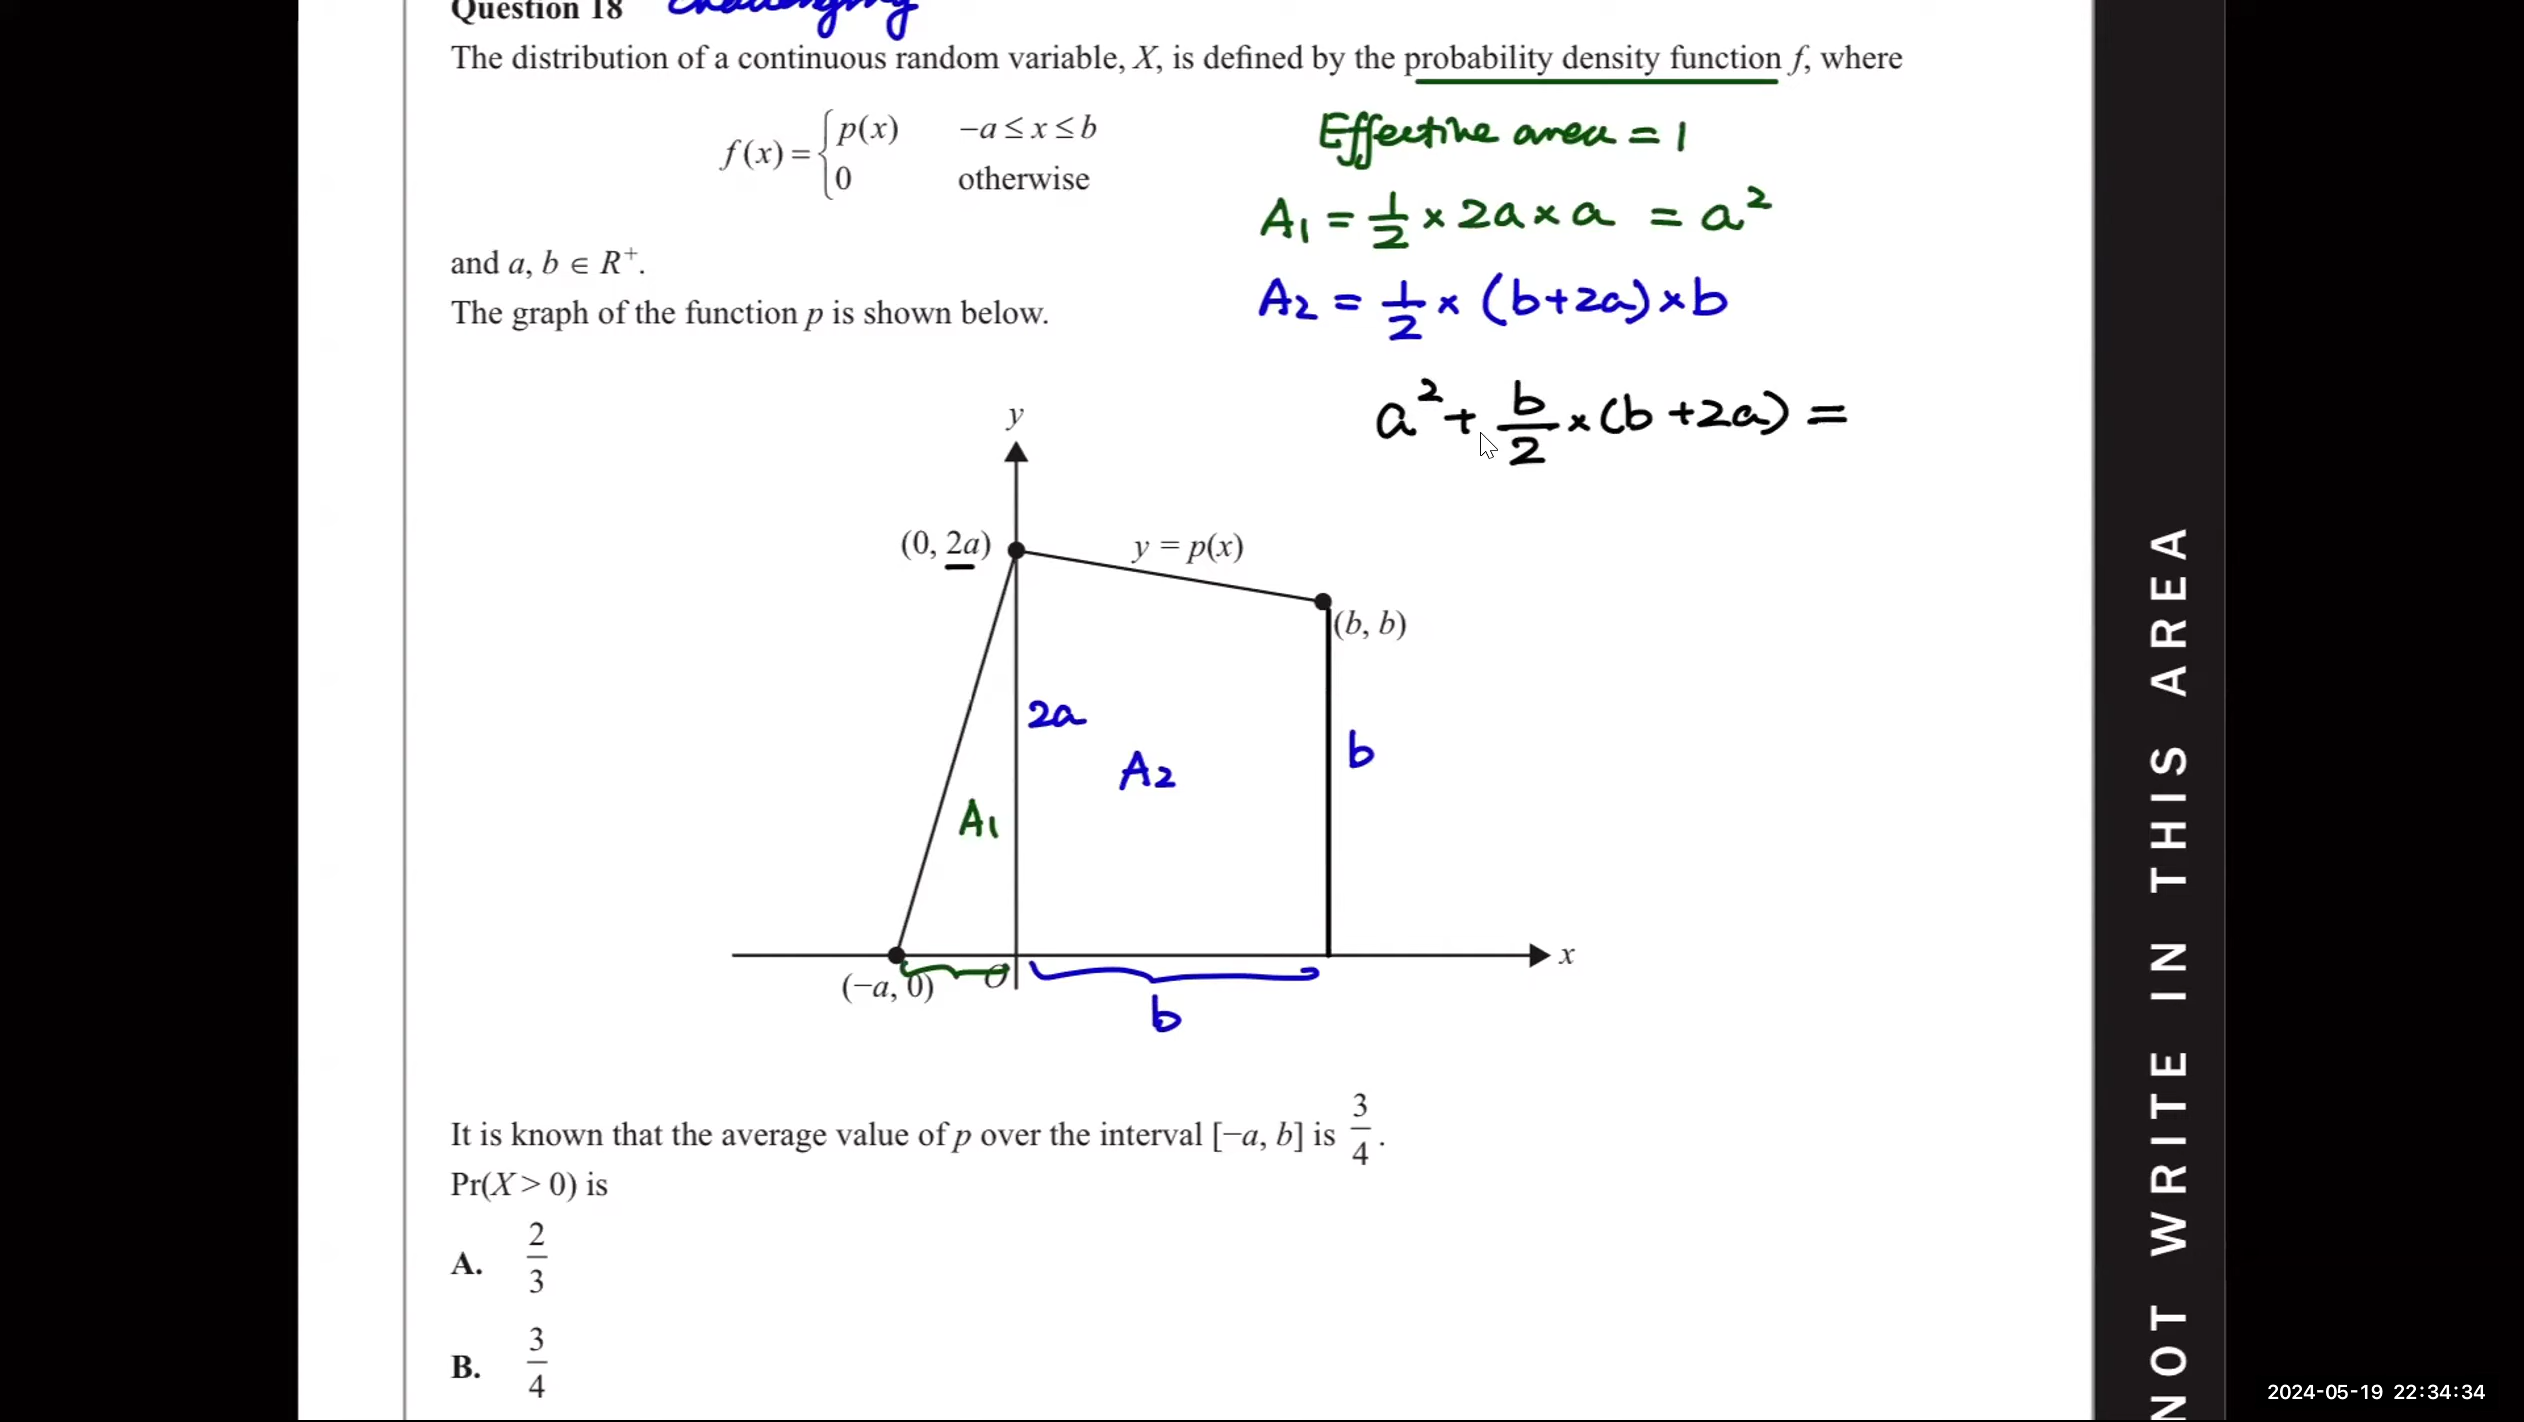 Question 18 Challenging
The distribution of a continuous random variable, X, is defined by the probability density function f, where
f(x) = { p(x) −a ≤ x ≤ b
0 otherwise
Effective area = 1
A₁ = 1/2 × 2a × a = a²
and a, b ∈ R⁺.
A₂ = 1/2 × (b+2a) × b
The graph of the function p is shown below.
a² + b/2 × (b+2a) =
y
(0, 2a)
y = p(x)
(b, b)
2a
b
A₂
A₁
x
(−a, 0)
O
b
It is known that the average value of p over the interval [−a, b] is 3/4.
Pr(X > 0) is
A. 2/3
B. 3/4
NOT WRITE IN THIS AREA
2024-05-19 22:34:34